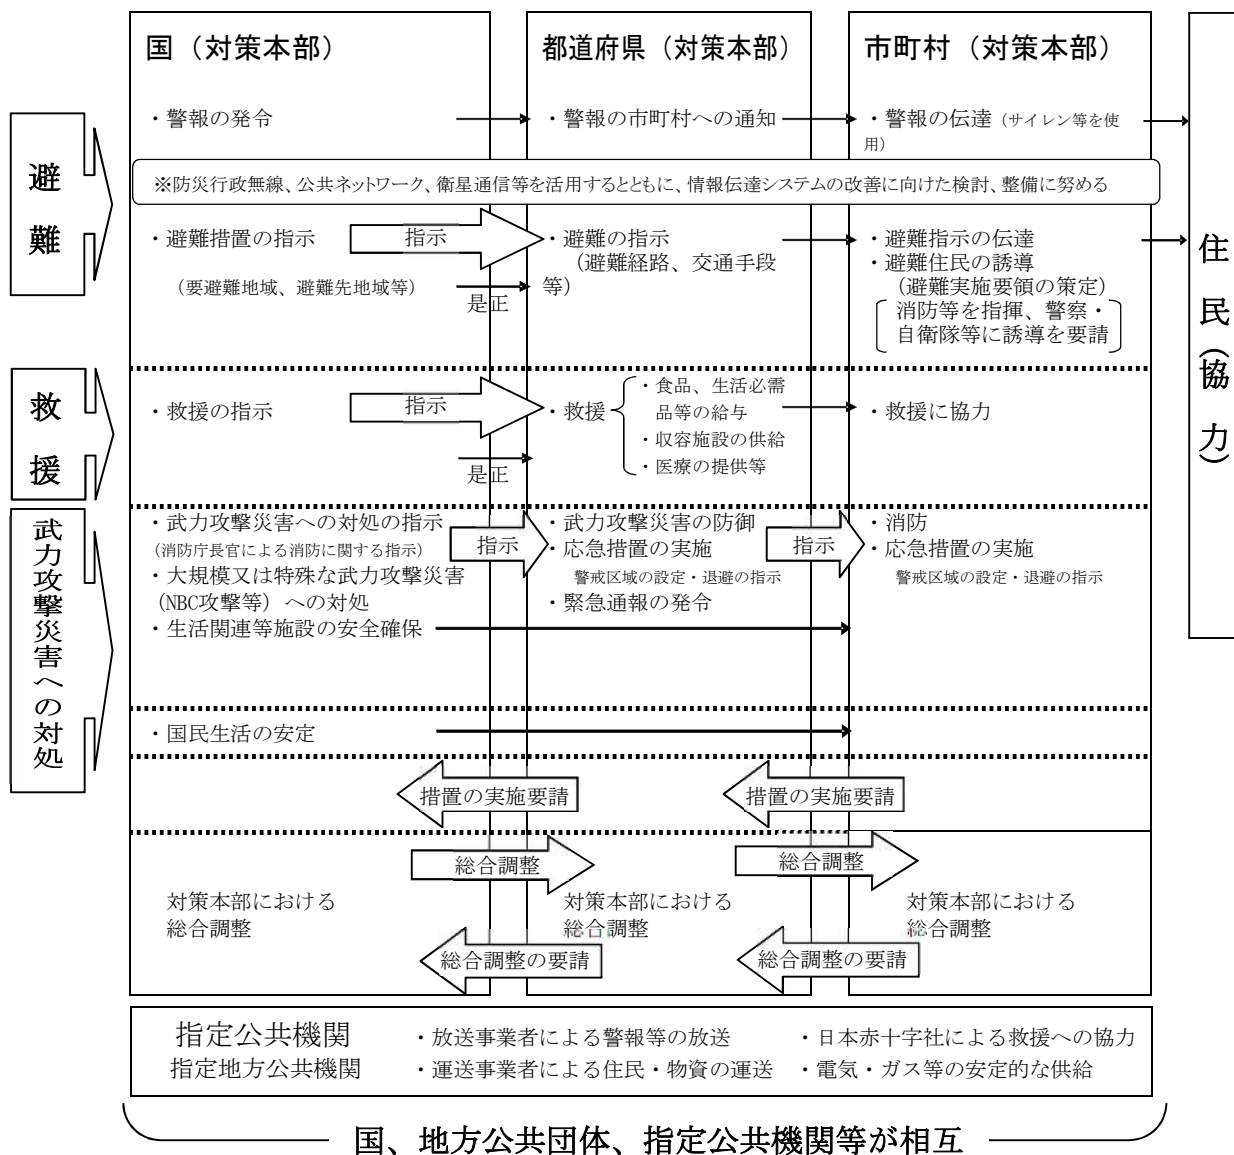 国（対策本部）
都道府県（対策本部）
市町村（対策本部）
避難
・警報の発令
・警報の市町村への通知
・警報の伝達（サイレン等を使
用）
※防災行政無線、公共ネットワーク、衛星通信等を活用するとともに、情報伝達システムの改善に向けた検討、整備に努める
・避難措置の指示
指示
・避難の指示
（避難経路、交通手段
等）
・避難指示の伝達
・避難住民の誘導
（避難実施要領の策定）
消防等を指揮、警察・
自衛隊等に誘導を要請
（要避難地域、避難先地域等）
是正
救援
・救援の指示
指示
・救援
・食品、生活必需
品等の給与
・収容施設の供給
・医療の提供等
・救援に協力
是正
武力攻撃災害への対処
・武力攻撃災害への対処の指示
（消防庁長官による消防に関する指示）
・大規模又は特殊な武力攻撃災害
（NBC攻撃等）への対処
・生活関連等施設の安全確保
指示
・武力攻撃災害の防御
・応急措置の実施
警戒区域の設定・退避の指示
・緊急通報の発令
指示
・消防
・応急措置の実施
警戒区域の設定・退避の指示
・国民生活の安定
措置の実施要請
措置の実施要請
総合調整
総合調整
対策本部における
総合調整
対策本部における
総合調整
対策本部における
総合調整
総合調整の要請
総合調整の要請
住民（協力）
指定公共機関
指定地方公共機関
・放送事業者による警報等の放送
・運送事業者による住民・物資の運送
・日本赤十字社による救援への協力
・電気・ガス等の安定的な供給
国、地方公共団体、指定公共機関等が相互